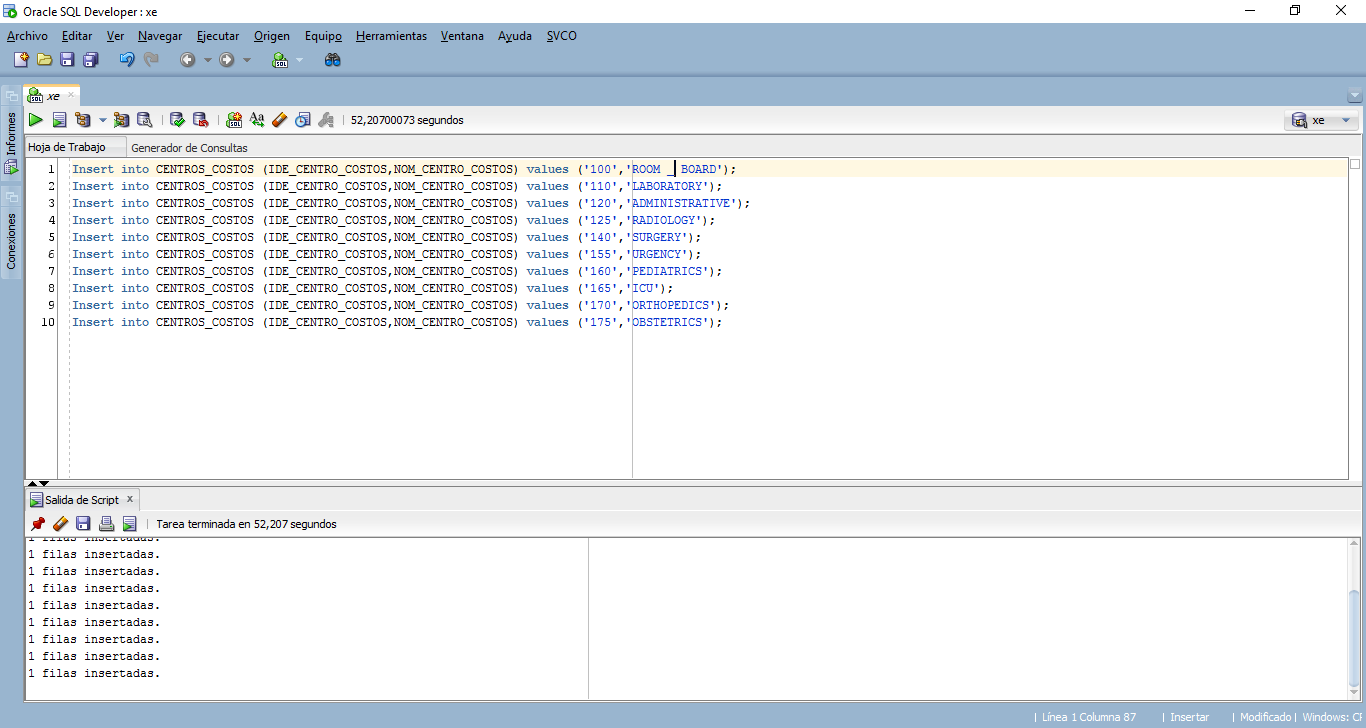 Oracle SQL Developer : xe
Archivo Editar Ver Navegar Ejecutar Origen Equipo Herramientas Ventana Ayuda SVCO
xe
52,20700073 segundos
xe
Informes
Conexiones
Hoja de Trabajo Generador de Consultas
1 Insert into CENTROS_COSTOS (IDE_CENTRO_COSTOS,NOM_CENTRO_COSTOS) values ('100','ROOM _ BOARD');
2 Insert into CENTROS_COSTOS (IDE_CENTRO_COSTOS,NOM_CENTRO_COSTOS) values ('110','LABORATORY');
3 Insert into CENTROS_COSTOS (IDE_CENTRO_COSTOS,NOM_CENTRO_COSTOS) values ('120','ADMINISTRATIVE');
4 Insert into CENTROS_COSTOS (IDE_CENTRO_COSTOS,NOM_CENTRO_COSTOS) values ('125','RADIOLOGY');
5 Insert into CENTROS_COSTOS (IDE_CENTRO_COSTOS,NOM_CENTRO_COSTOS) values ('140','SURGERY');
6 Insert into CENTROS_COSTOS (IDE_CENTRO_COSTOS,NOM_CENTRO_COSTOS) values ('155','URGENCY');
7 Insert into CENTROS_COSTOS (IDE_CENTRO_COSTOS,NOM_CENTRO_COSTOS) values ('160','PEDIATRICS');
8 Insert into CENTROS_COSTOS (IDE_CENTRO_COSTOS,NOM_CENTRO_COSTOS) values ('165','ICU');
9 Insert into CENTROS_COSTOS (IDE_CENTRO_COSTOS,NOM_CENTRO_COSTOS) values ('170','ORTHOPEDICS');
10 Insert into CENTROS_COSTOS (IDE_CENTRO_COSTOS,NOM_CENTRO_COSTOS) values ('175','OBSTETRICS');
Salida de Script x
Tarea terminada en 52,207 segundos
1 filas insertadas.
1 filas insertadas.
1 filas insertadas.
1 filas insertadas.
1 filas insertadas.
1 filas insertadas.
1 filas insertadas.
1 filas insertadas.
1 filas insertadas.
| Línea 1 Columna 87 | Insertar | Modificado | Windows: